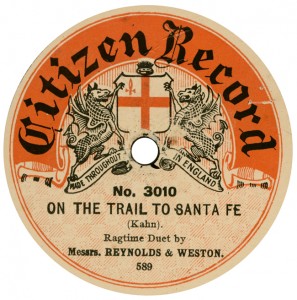 Citizen Record
MADE THROUGHOUT IN ENGLAND
No. 3010
ON THE TRAIL TO SANTA FE
(Kahn).
Ragtime Duet by
Messrs. REYNOLDS & WESTON.
589